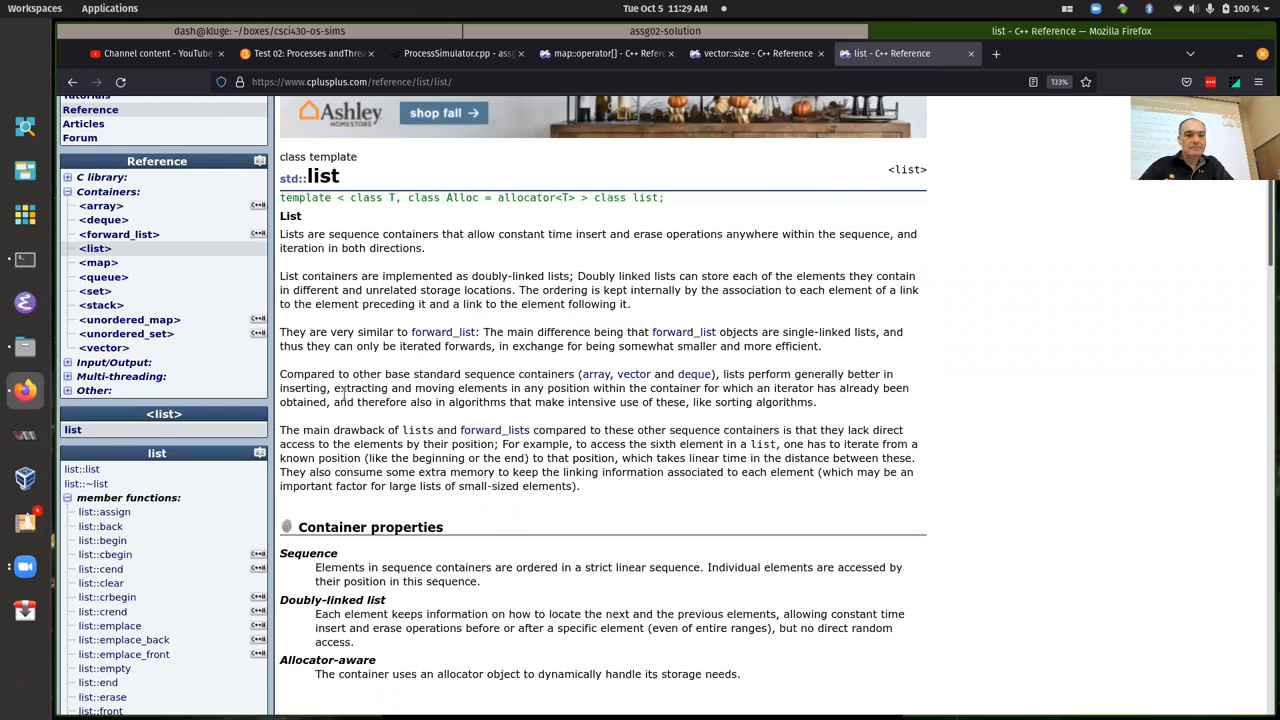 Workspaces
Applications
Tue Oct 5 11:29 AM
100 %
dash@kluge: ~/boxes/csci430-os-sims
assg02-solution
list - C++ Reference — Mozilla Firefox
Channel content - YouTube
Test 02: Processes andThre
ProcessSimulator.cpp - assg
map::operator[] - C++ Refe
vector::size - C++ Reference
list - C++ Reference
https://www.cplusplus.com/reference/list/list/
133%
Tutorials
Reference
Articles
Forum
Reference
C library:
Containers:
<array>
<deque>
<forward_list>
<list>
<map>
<queue>
<set>
<stack>
<unordered_map>
<unordered_set>
<vector>
Input/Output:
Multi-threading:
Other:
<list>
list
list
list::list
list::~list
member functions:
list::assign
list::back
list::begin
list::cbegin
list::cend
list::clear
list::crbegin
list::crend
list::emplace
list::emplace_back
list::emplace_front
list::empty
list::end
list::erase
list::front
Ashley
HOMESTORE
shop fall →
class template
std::list
<list>
template < class T, class Alloc = allocator<T> > class list;
List
Lists are sequence containers that allow constant time insert and erase operations anywhere within the sequence, and
iteration in both directions.
List containers are implemented as doubly-linked lists; Doubly linked lists can store each of the elements they contain
in different and unrelated storage locations. The ordering is kept internally by the association to each element of a link
to the element preceding it and a link to the element following it.
They are very similar to forward_list: The main difference being that forward_list objects are single-linked lists, and
thus they can only be iterated forwards, in exchange for being somewhat smaller and more efficient.
Compared to other base standard sequence containers (array, vector and deque), lists perform generally better in
inserting, extracting and moving elements in any position within the container for which an iterator has already been
obtained, and therefore also in algorithms that make intensive use of these, like sorting algorithms.
The main drawback of lists and forward_lists compared to these other sequence containers is that they lack direct
access to the elements by their position; For example, to access the sixth element in a list, one has to iterate from a
known position (like the beginning or the end) to that position, which takes linear time in the distance between these.
They also consume some extra memory to keep the linking information associated to each element (which may be an
important factor for large lists of small-sized elements).
Container properties
Sequence
Elements in sequence containers are ordered in a strict linear sequence. Individual elements are accessed by
their position in this sequence.
Doubly-linked list
Each element keeps information on how to locate the next and the previous elements, allowing constant time
insert and erase operations before or after a specific element (even of entire ranges), but no direct random
access.
Allocator-aware
The container uses an allocator object to dynamically handle its storage needs.